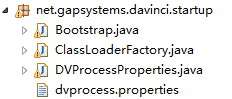 net.gapsystems.davinci.startup
Bootstrap.java
ClassLoaderFactory.java
DVProcessProperties.java
dvprocess.properties